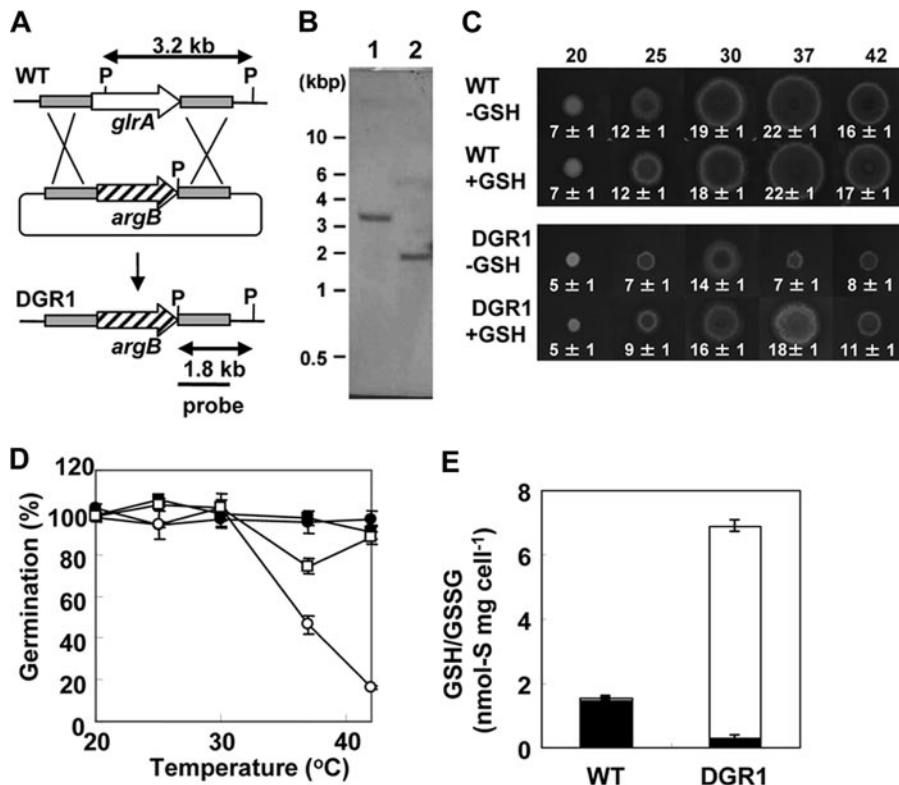 A
3.2 kb
WT
P
P
glrA
P
argB
DGR1
P
P
argB
1.8 kb
probe
B
1 2
(kbp)
10
6
4
3
2
1
0.5
C
20 25 30 37 42
WT
-GSH
7 ± 1 12 ± 1 19 ± 1 22 ± 1 16 ± 1
WT
+GSH
7 ± 1 12 ± 1 18 ± 1 22± 1 17 ± 1
DGR1
-GSH
5 ± 1 7 ± 1 14 ± 1 7 ± 1 8 ± 1
DGR1
+GSH
5 ± 1 9 ± 1 16 ± 1 18± 1 11 ± 1
D
Germination (%)
120
100
80
60
40
20
0
20 30 40
Temperature (°C)
E
GSH/GSSG
(nmol-S mg cell⁻¹)
8
6
4
2
0
WT DGR1